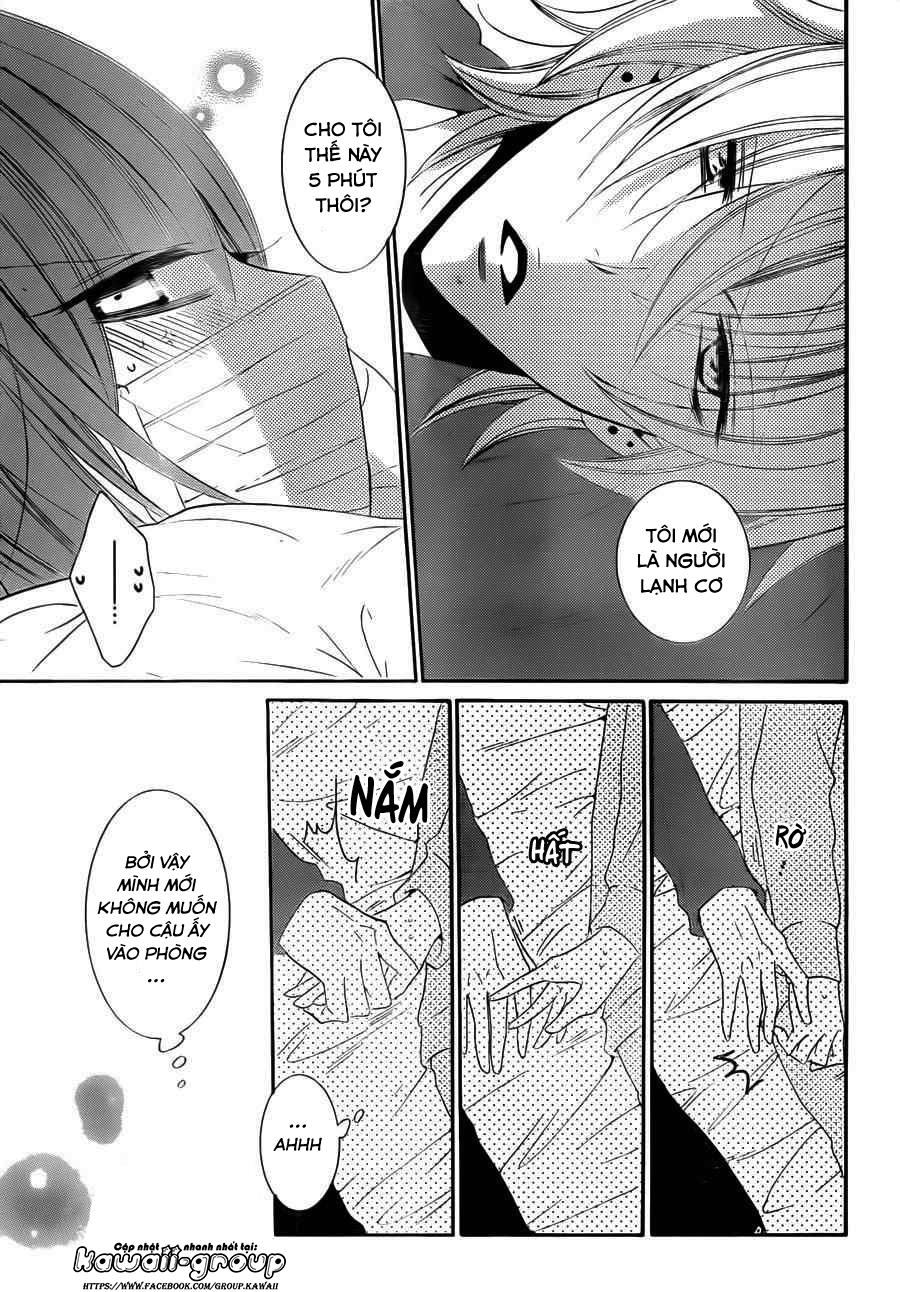 TÔI MỚI
LÀ NGƯỜI
LẠNH CƠ
CHO TÔI
THẾ NÀY
5 PHÚT
THÔI?
RÒ
HẤT
NẮM
...
AHHH
BỞI VẬY
MÌNH MỚI
KHÔNG MUỐN
CHO CẬU ẤY
VÀO PHÒNG
...
Cập nhật nhanh nhất tại:
kawaii-group
HTTPS://WWW.FACEBOOK.COM/GROUP.KAWAII